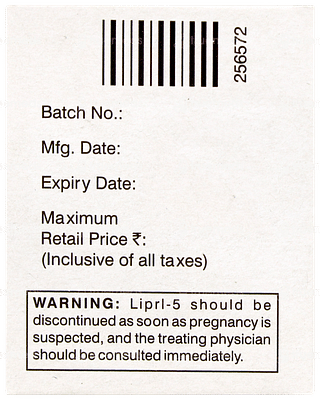 256572
Batch No.:
Mfg. Date:
Expiry Date:
Maximum
Retail Price ₹:
(Inclusive of all taxes)
WARNING: Liprl-5 should be
discontinued as soon as pregnancy is
suspected, and the treating physician
should be consulted immediately.